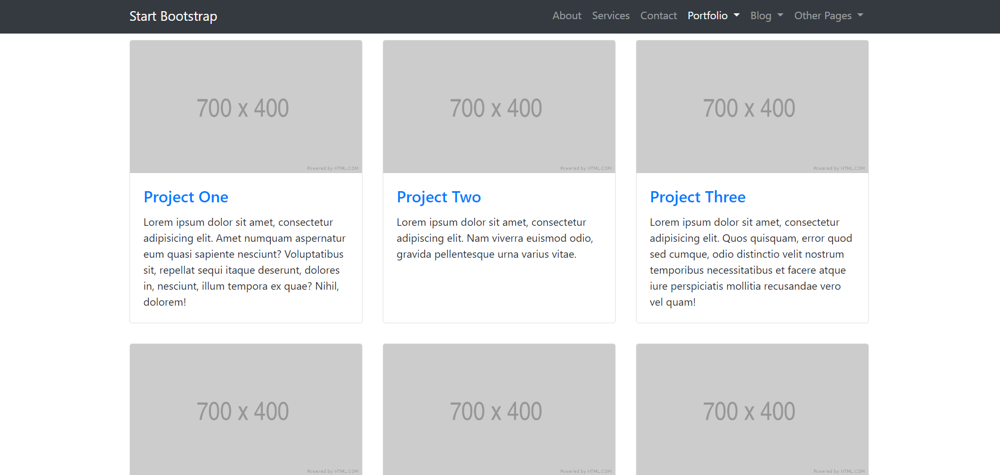 Start Bootstrap
About Services Contact Portfolio Blog Other Pages
700 x 400
Powered by HTML.COM
700 x 400
Powered by HTML.COM
700 x 400
Powered by HTML.COM
Project One
Lorem ipsum dolor sit amet, consectetur
adipisicing elit. Amet numquam aspernatur
eum quasi sapiente nesciunt? Voluptatibus
sit, repellat sequi itaque deserunt, dolores
in, nesciunt, illum tempora ex quae? Nihil,
dolorem!
Project Two
Lorem ipsum dolor sit amet, consectetur
adipiscing elit. Nam viverra euismod odio,
gravida pellentesque urna varius vitae.
Project Three
Lorem ipsum dolor sit amet, consectetur
adipisicing elit. Quos quisquam, error quod
sed cumque, odio distinctio velit nostrum
temporibus necessitatibus et facere atque
iure perspiciatis mollitia recusandae vero
vel quam!
700 x 400
Powered by HTML.COM
700 x 400
Powered by HTML.COM
700 x 400
Powered by HTML.COM